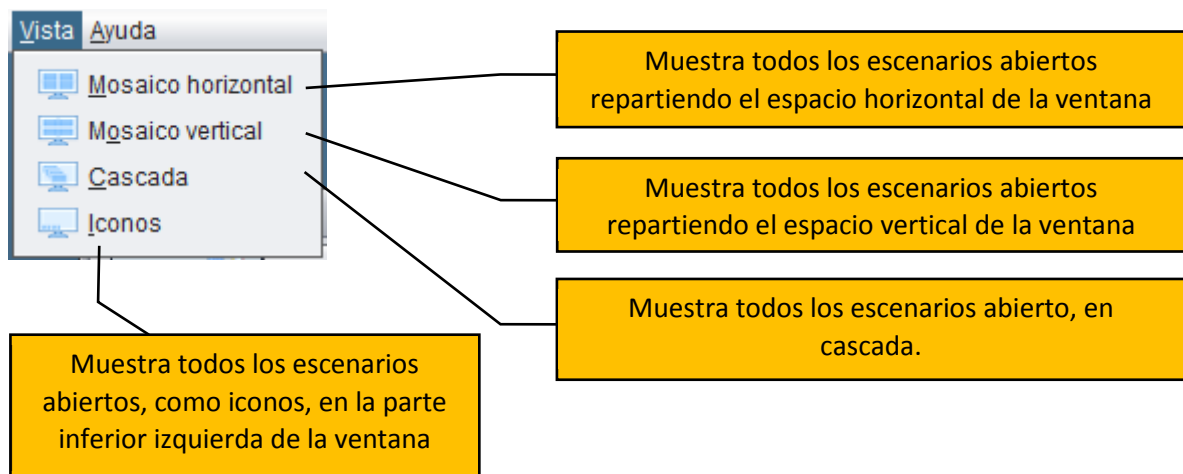 Vista Ayuda
Mosaico horizontal
Mosaico vertical
Cascada
Iconos
Muestra todos los escenarios abiertos
repartiendo el espacio horizontal de la ventana
Muestra todos los escenarios abiertos
repartiendo el espacio vertical de la ventana
Muestra todos los escenarios abierto, en
cascada.
Muestra todos los escenarios
abiertos, como iconos, en la parte
inferior izquierda de la ventana